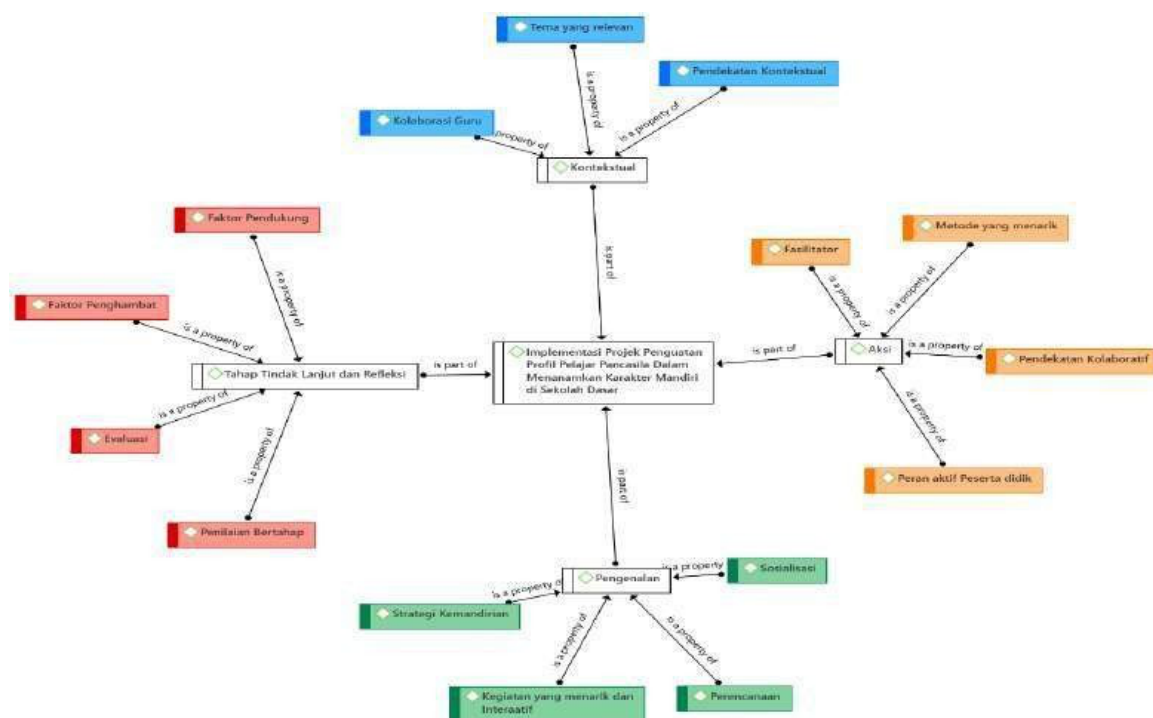 Tema yang relevan
Pendekatan Kontekstual
Kolaborasi Guru
is a property of
is a property of
property of
Kontekstual
is part of
Faktor Pendukung
Faktor Penghambat
is a property of
is a property of
Tahap Tindak Lanjut dan Refleksi
is part of
is a property of
Evaluasi
is a property of
Penilaian Bertahap
Implementasi Projek Penguatan
Profil Pelajar Pancasila Dalam
Menanamkan Karakter Mandiri
di Sekolah Dasar
Metode yang menarik
Fasilitator
is a property of
is a property of
is part of
Aksi
is a property of
Pendekatan Kolaboratif
is a property of
Peran aktif Peserta didik
is part of
Pengenalan
is a property
Sosialisasi
is a property of
Strategi Kemandirian
is a property of
is a property of
Kegiatan yang menarik dan
Interaatif
Perencanaan